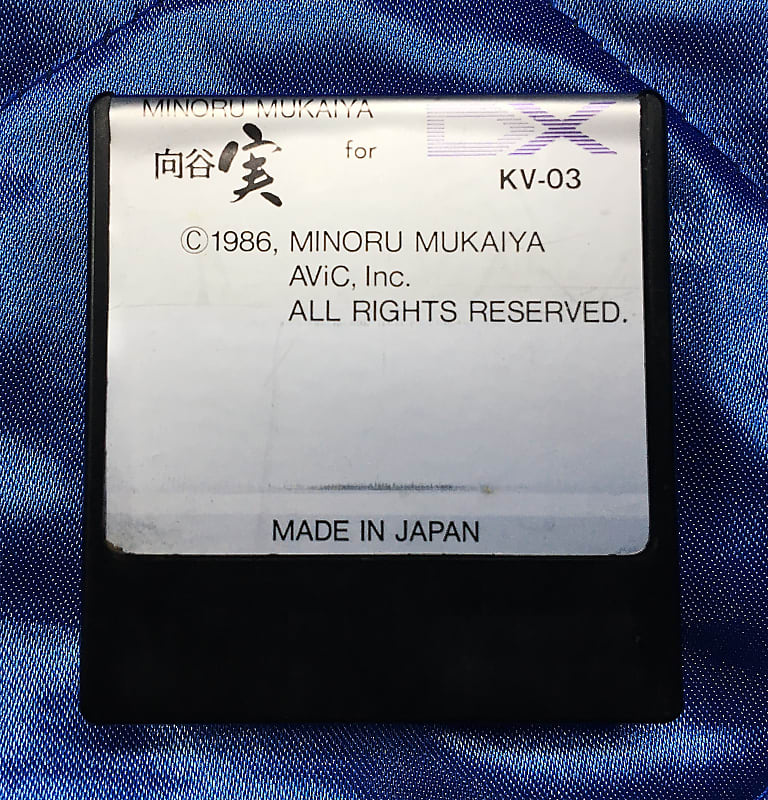 MINORU MUKAIYA
向谷実 for DX
KV-03
©1986, MINORU MUKAIYA
AViC, Inc.
ALL RIGHTS RESERVED.
MADE IN JAPAN